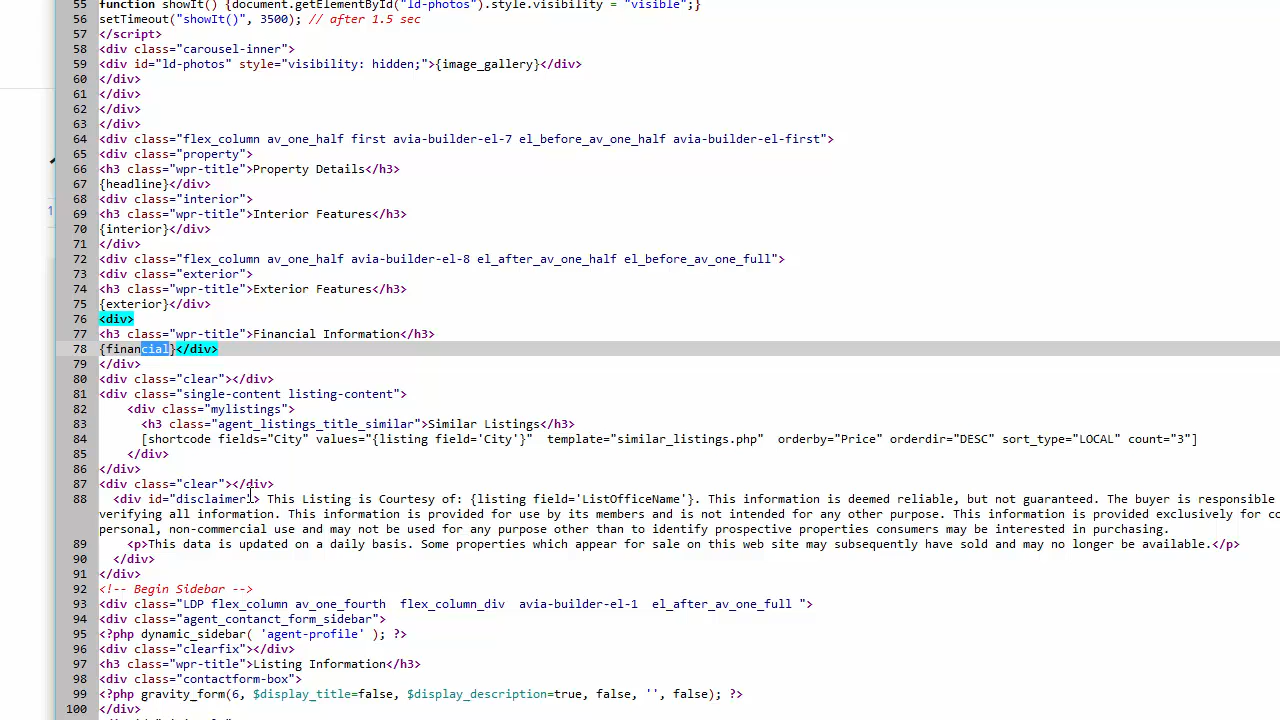 55 function showIt() {document.getElementById("ld-photos").style.visibility = "visible";}
56 setTimeout("showIt()", 3500); // after 1.5 sec
57 </script>
58 <div class="carousel-inner">
59 <div id="ld-photos" style="visibility: hidden;">{image_gallery}</div>
60 </div>
61 </div>
62 </div>
63 </div>
64 <div class="flex_column av_one_half first avia-builder-el-7 el_before_av_one_half avia-builder-el-first">
65 <div class="property">
66 <h3 class="wpr-title">Property Details</h3>
67 {headline}</div>
68 <div class="interior">
69 <h3 class="wpr-title">Interior Features</h3>
70 {interior}</div>
71 </div>
72 <div class="flex_column av_one_half avia-builder-el-8 el_after_av_one_half el_before_av_one_full">
73 <div class="exterior">
74 <h3 class="wpr-title">Exterior Features</h3>
75 {exterior}</div>
76 <div>
77 <h3 class="wpr-title">Financial Information</h3>
78 {financial}</div>
79 </div>
80 <div class="clear"></div>
81 <div class="single-content listing-content">
82 <div class="mylistings">
83 <h3 class="agent_listings_title_similar">Similar Listings</h3>
84 [shortcode fields="City" values="{listing field='City'}" template="similar_listings.php" orderby="Price" orderdir="DESC" sort_type="LOCAL" count="3"]
85 </div>
86 </div>
87 <div class="clear"></div>
88 <div id="disclaimer"> This Listing is Courtesy of: {listing field='ListOfficeName'}. This information is deemed reliable, but not guaranteed. The buyer is responsible
verifying all information. This information is provided for use by its members and is not intended for any other purpose. This information is provided exclusively for co
personal, non-commercial use and may not be used for any purpose other than to identify prospective properties consumers may be interested in purchasing.
89 <p>This data is updated on a daily basis. Some properties which appear for sale on this web site may subsequently have sold and may no longer be available.</p>
90 </div>
91 </div>
92 <!-- Begin Sidebar -->
93 <div class="LDP flex_column av_one_fourth flex_column_div avia-builder-el-1 el_after_av_one_full ">
94 <div class="agent_contanct_form_sidebar">
95 <?php dynamic_sidebar( 'agent-profile' ); ?>
96 <div class="clearfix"></div>
97 <h3 class="wpr-title">Listing Information</h3>
98 <div class="contactform-box">
99 <?php gravity_form(6, $display_title=false, $display_description=true, false, '', false); ?>
100 </div>